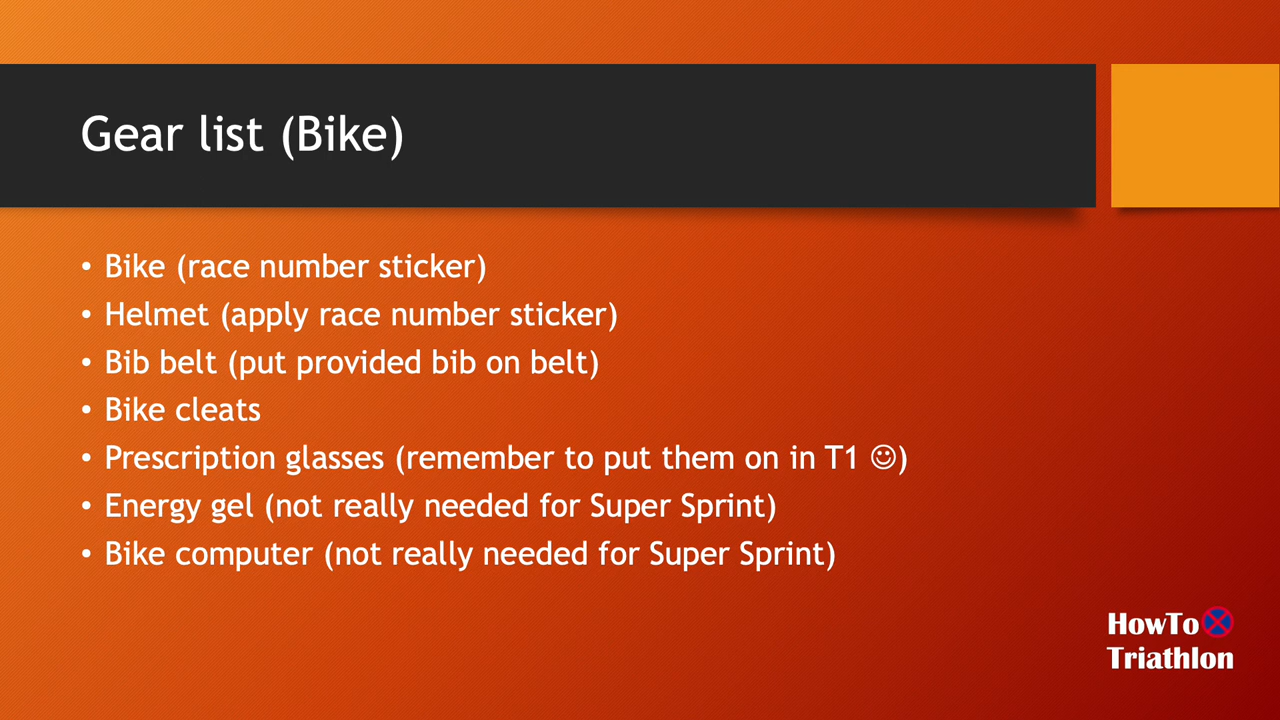 Gear list (Bike)
• Bike (race number sticker)
• Helmet (apply race number sticker)
• Bib belt (put provided bib on belt)
• Bike cleats
• Prescription glasses (remember to put them on in T1 ☺)
• Energy gel (not really needed for Super Sprint)
• Bike computer (not really needed for Super Sprint)
HowTo
Triathlon